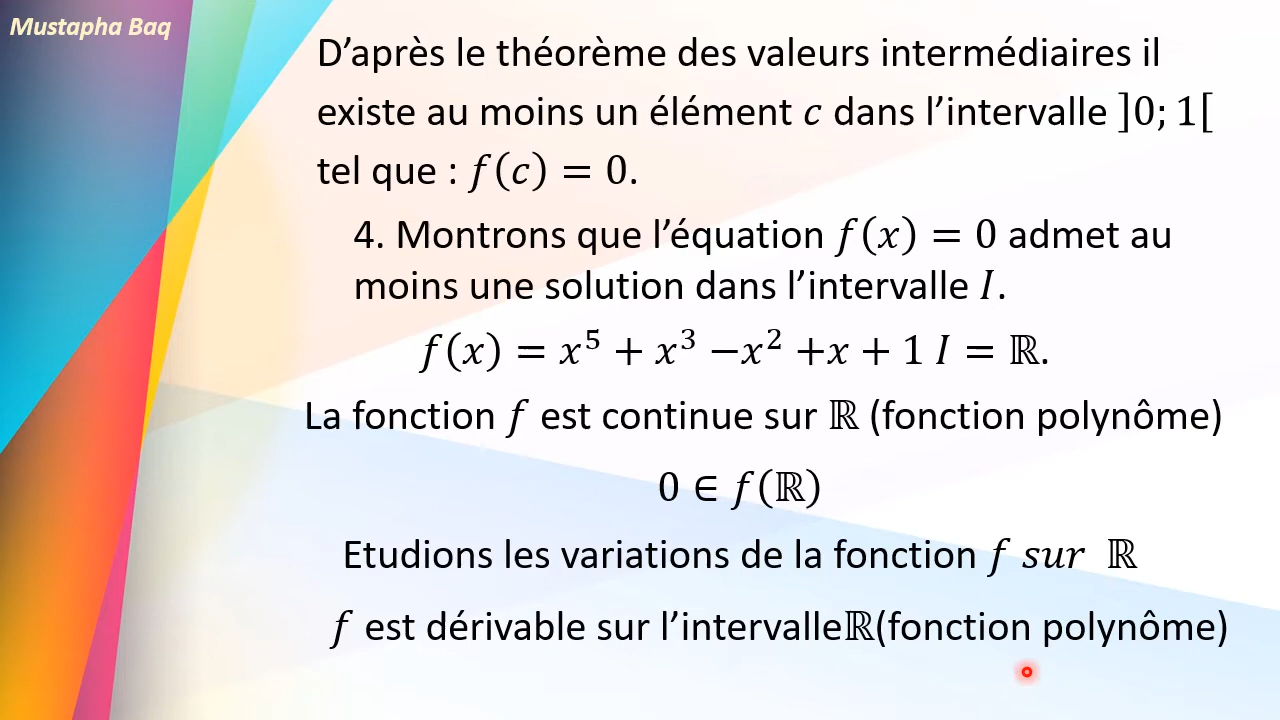 Mustapha Baq
D’après le théorème des valeurs intermédiaires il
existe au moins un élément c dans l’intervalle ]0; 1[
tel que : f(c) = 0.
4. Montrons que l’équation f(x) = 0 admet au
moins une solution dans l’intervalle I.
f(x) = x⁵ + x³ −x² +x + 1 I = ℝ.
La fonction f est continue sur ℝ (fonction polynôme)
0 ∈ f(ℝ)
Etudions les variations de la fonction f sur ℝ
f est dérivable sur l’intervalleℝ(fonction polynôme)